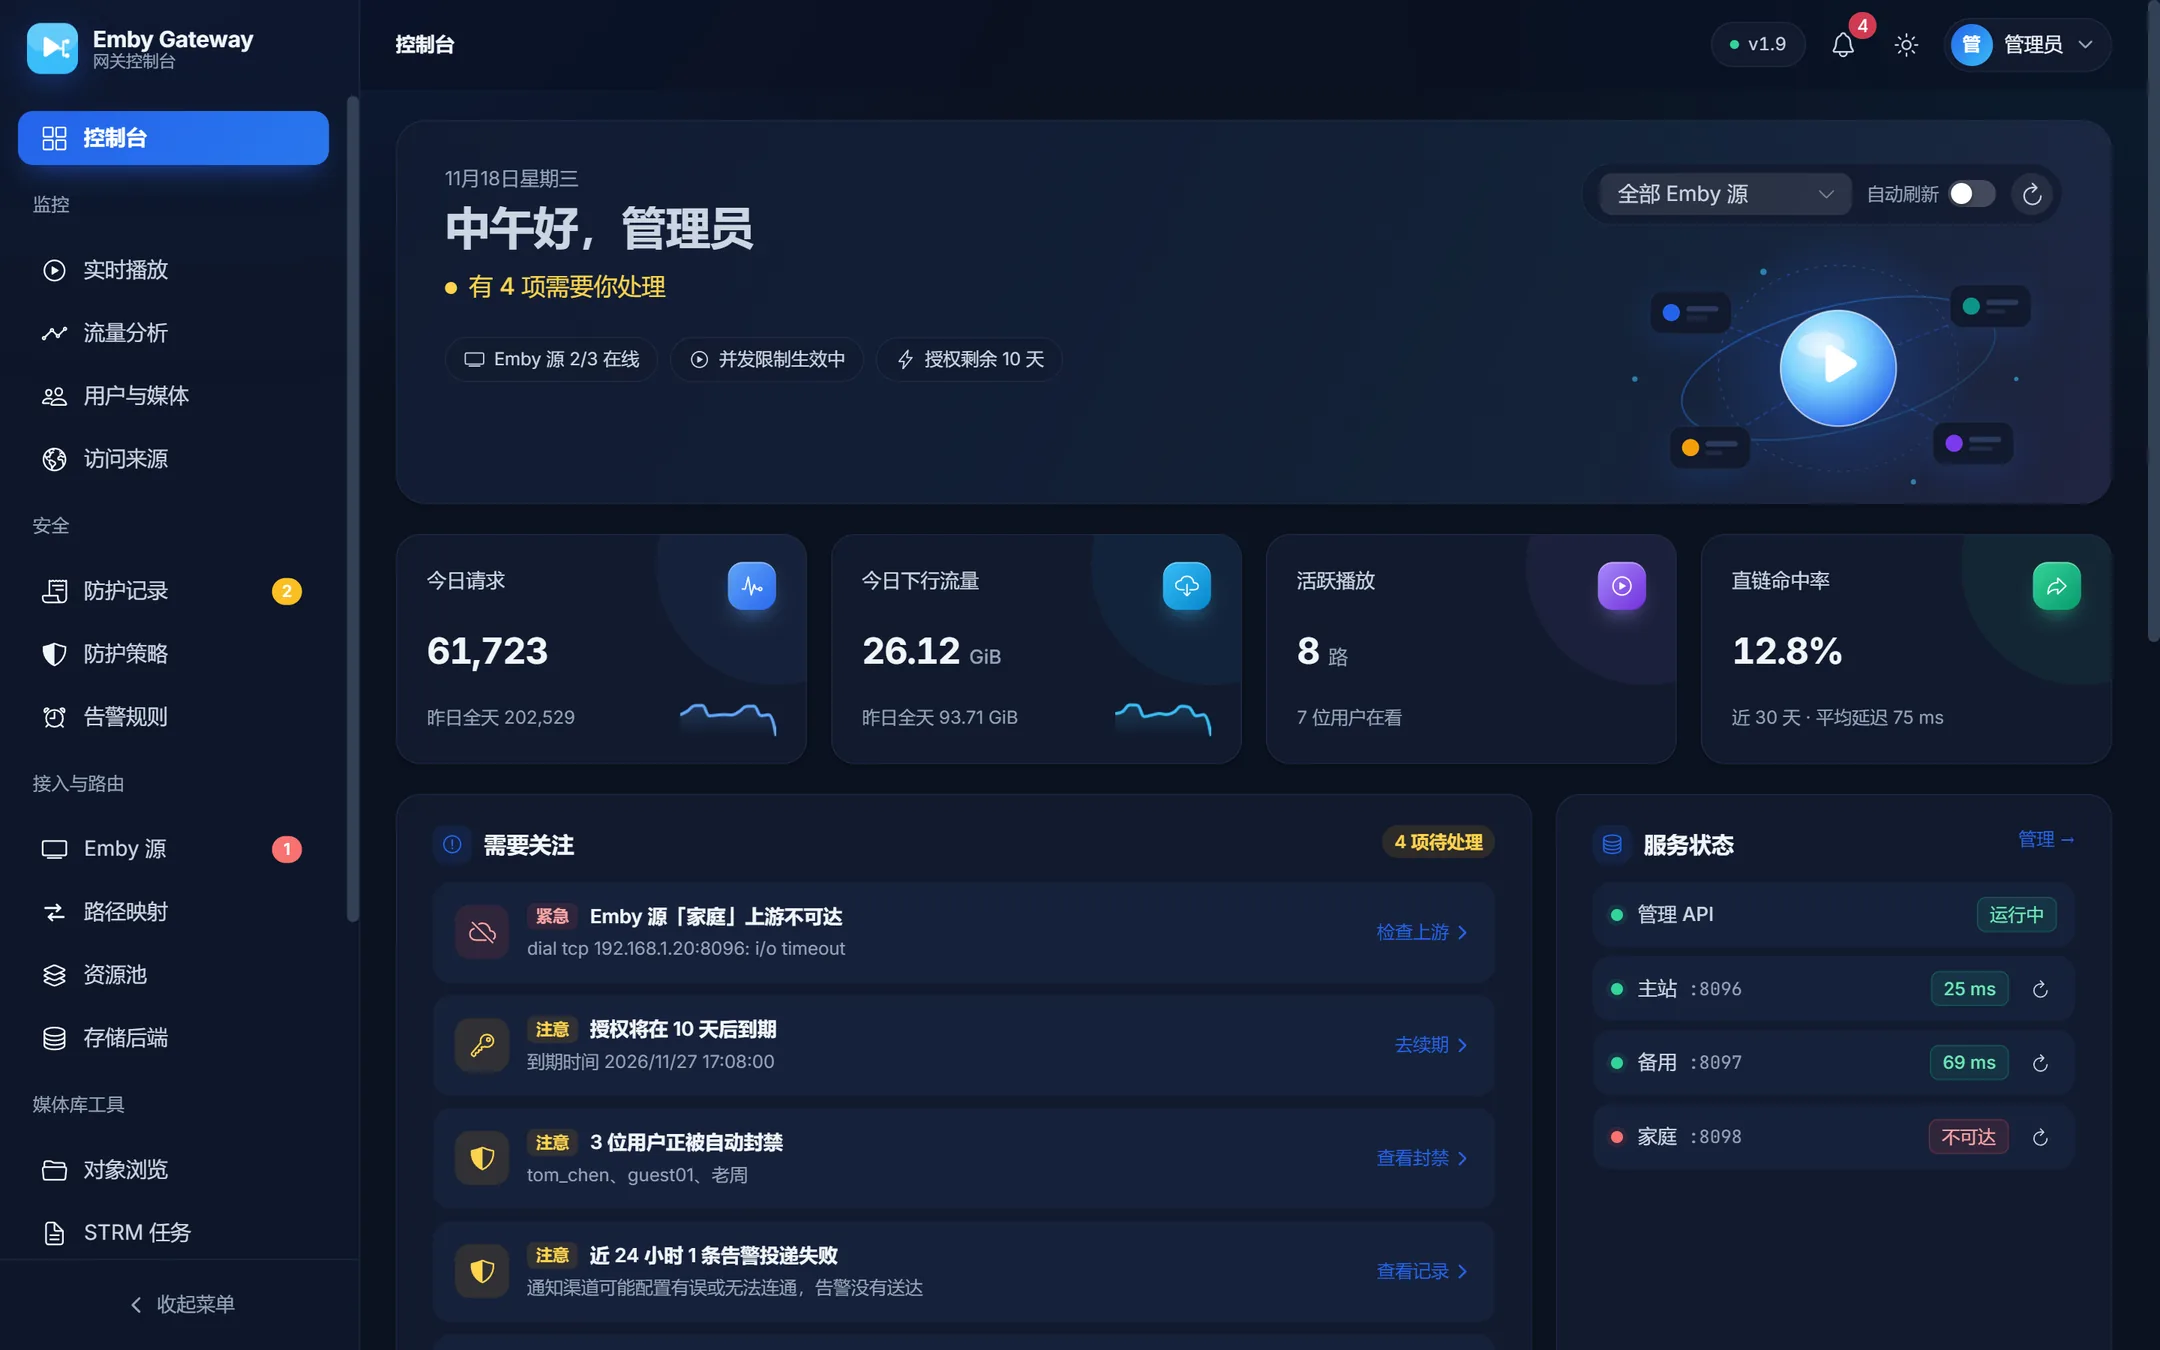 Emby Gateway
网关控制台
控制台
监控
实时播放
流量分析
用户与媒体
访问来源
安全
防护记录 2
防护策略
告警规则
接入与路由
Emby 源 1
路径映射
资源池
存储后端
媒体库工具
对象浏览
STRM 任务
收起菜单
控制台
v1.9
4
管 管理员
11月18日星期三
中午好，管理员
有 4 项需要你处理
Emby 源 2/3 在线
并发限制生效中
授权剩余 10 天
全部 Emby 源
自动刷新
今日请求
61,723
昨日全天 202,529
今日下行流量
26.12 GiB
昨日全天 93.71 GiB
活跃播放
8 路
7 位用户在看
直链命中率
12.8%
近 30 天 · 平均延迟 75 ms
需要关注
4 项待处理
紧急 Emby 源「家庭」上游不可达
dial tcp 192.168.1.20:8096: i/o timeout
检查上游
注意 授权将在 10 天后到期
到期时间 2026/11/27 17:08:00
去续期
注意 3 位用户正被自动封禁
tom_chen、guest01、老周
查看封禁
注意 近 24 小时 1 条告警投递失败
通知渠道可能配置有误或无法连通，告警没有送达
查看记录
服务状态
管理 →
管理 API 运行中
主站 :8096 25 ms
备用 :8097 69 ms
家庭 :8098 不可达